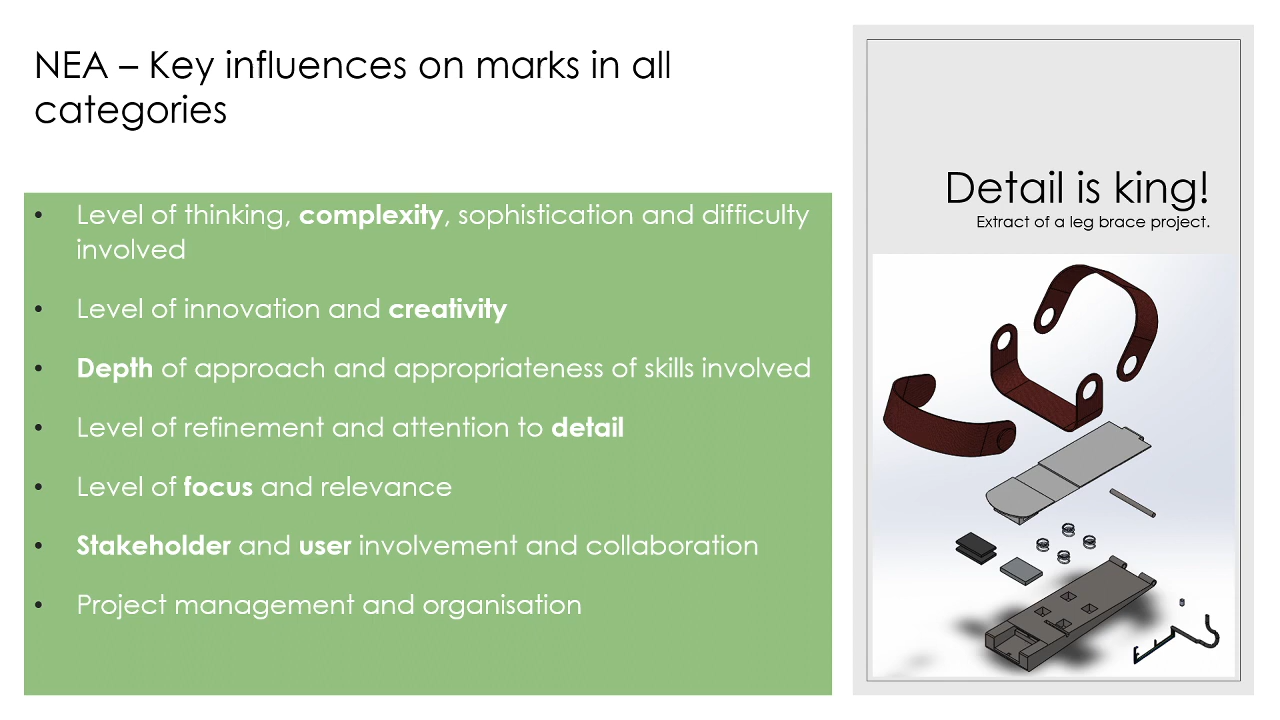 NEA – Key influences on marks in all
categories
• Level of thinking, complexity, sophistication and difficulty
involved
• Level of innovation and creativity
• Depth of approach and appropriateness of skills involved
• Level of refinement and attention to detail
• Level of focus and relevance
• Stakeholder and user involvement and collaboration
• Project management and organisation
Detail is king!
Extract of a leg brace project.